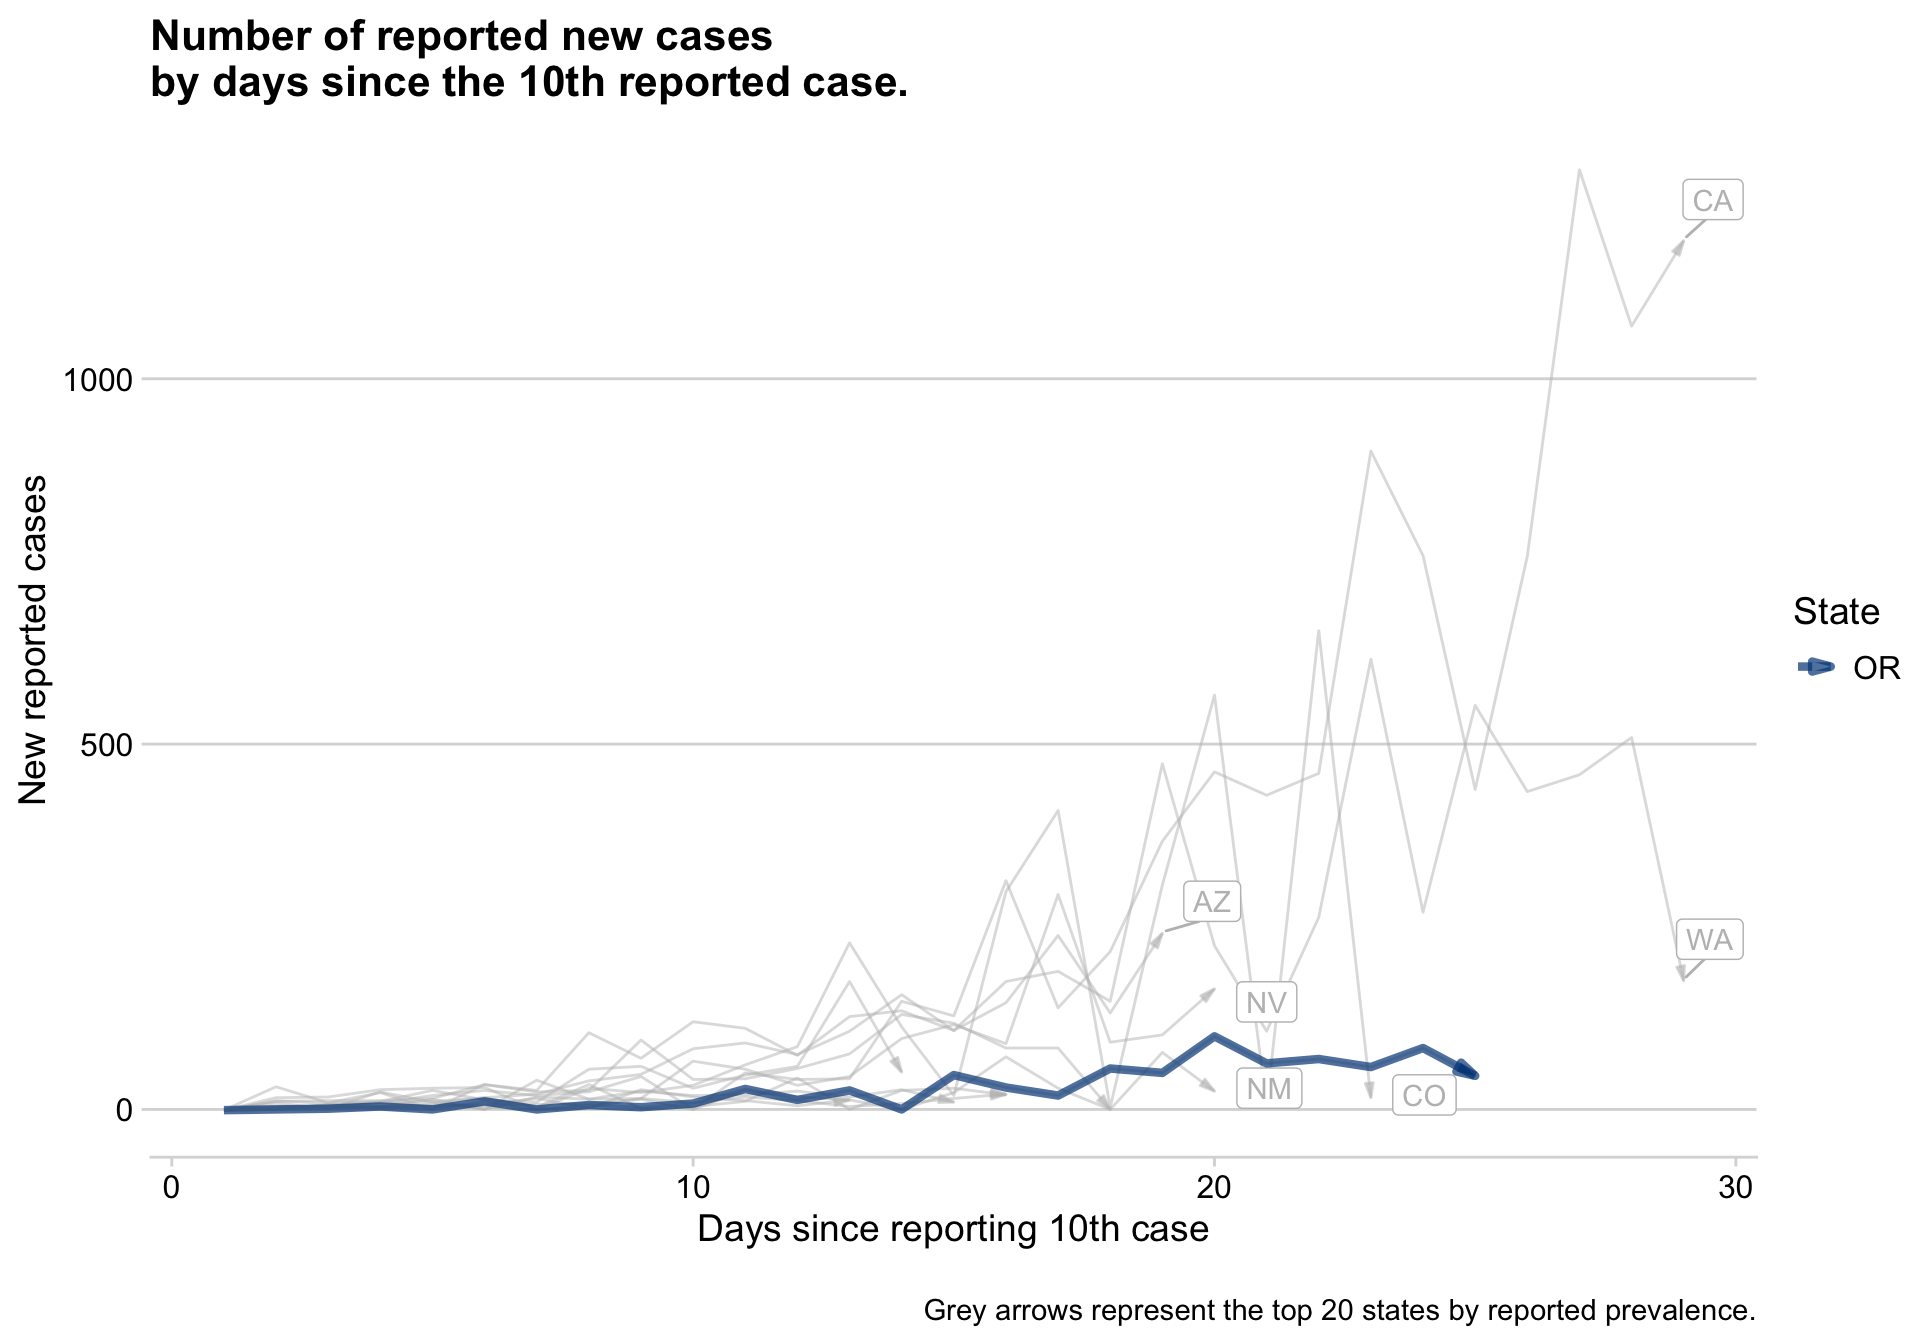 Number of reported new cases
by days since the 10th reported case.
CA
1000
New reported cases
State
OR
500
AZ
WA
NV
NM
CO
0
0 10 20 30
Days since reporting 10th case
Grey arrows represent the top 20 states by reported prevalence.